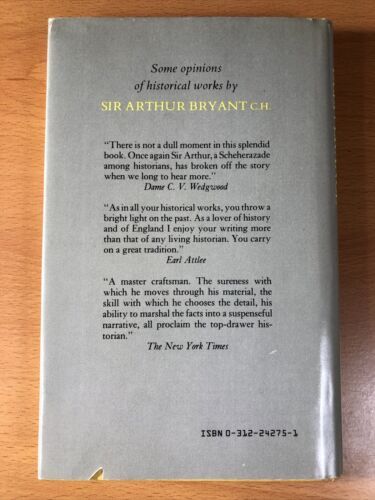 Some opinions
of historical works by
SIR ARTHUR BRYANT C.H.
"There is not a dull moment in this splendid
book. Once again Sir Arthur, a Scheherazade
among historians, has broken off the story
when we long to hear more."
Dame C. V. Wedgwood
"As in all your historical works, you throw a
bright light on the past. As a lover of history
and of England I enjoy your writing more
than that of any living historian. You carry
on a great tradition."
Earl Attlee
"A master craftsman. The sureness with
which he moves through his material, the
skill with which he chooses the detail, his
ability to marshal the facts into a suspenseful
narrative, all proclaim the top-drawer his-
torian."
The New York Times
ISBN 0-312-24275-1